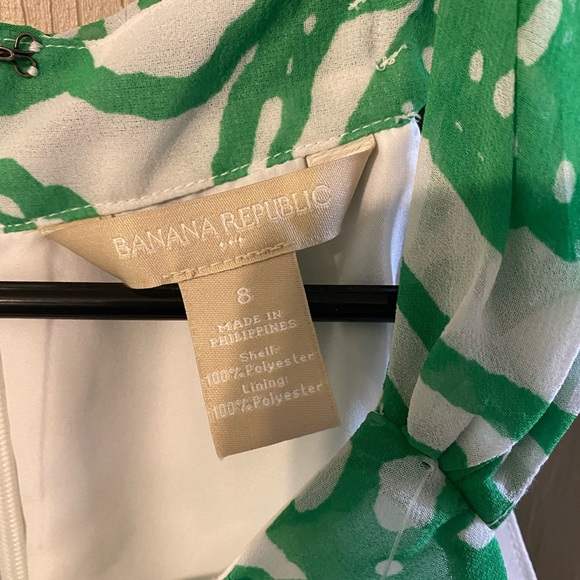 BANANA REPUBLIC
8
MADE IN
PHILIPPINES
Shell:
100% Polyester
Lining:
100% Polyester